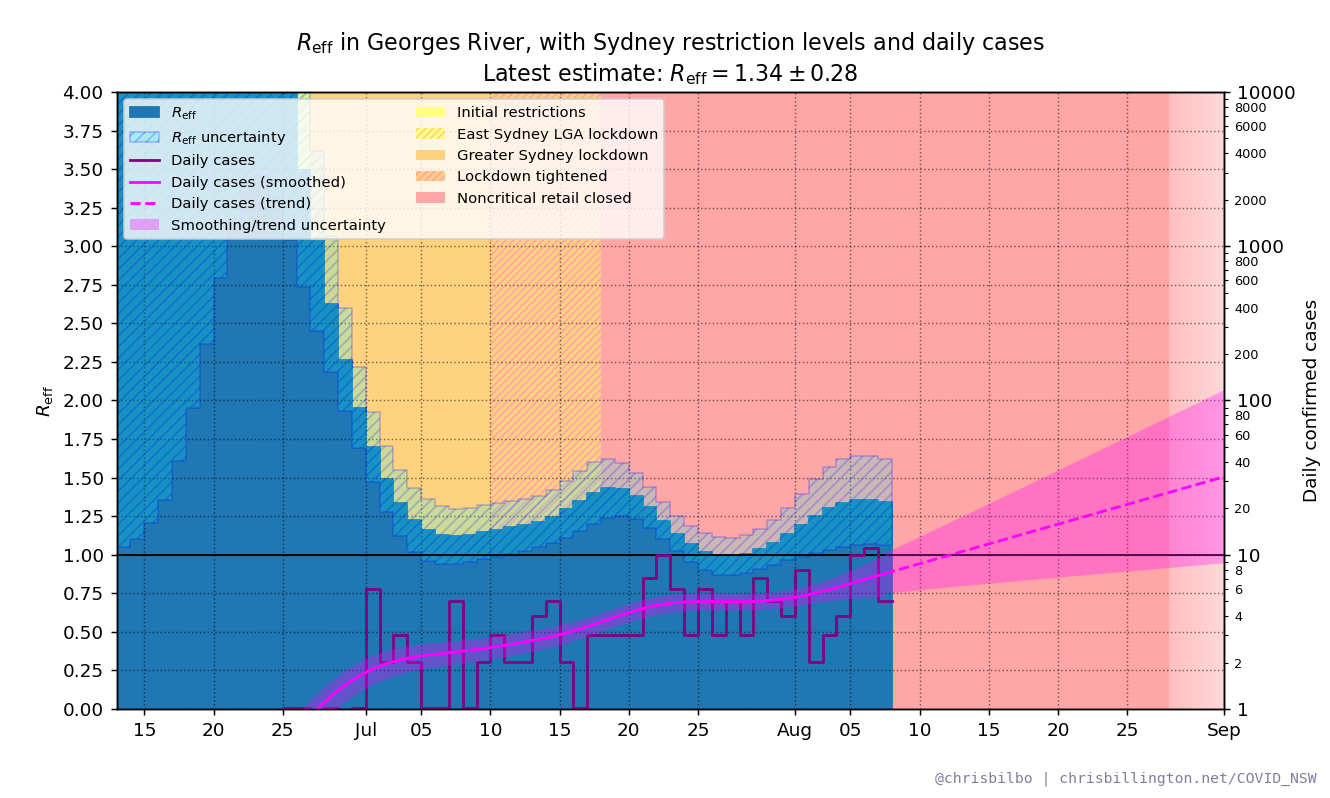 Reff in Georges River, with Sydney restriction levels and daily cases
Latest estimate: Reff = 1.34 ± 0.28
4.00
3.75
3.50
3.25
3.00
2.75
2.50
2.25
2.00
1.75
1.50
1.25
1.00
0.75
0.50
0.25
0.00
Reff
Reff
Reff uncertainty
Daily cases
Daily cases (smoothed)
Daily cases (trend)
Smoothing/trend uncertainty
Initial restrictions
East Sydney LGA lockdown
Greater Sydney lockdown
Lockdown tightened
Noncritical retail closed
10000
8000
6000
4000
2000
1000
800
600
400
200
100
80
60
40
20
10
8
6
4
2
1
Daily confirmed cases
15 20 25 Jul 05 10 15 20 25 Aug 05 10 15 20 25 Sep
@chrisbilbo | chrisbillington.net/COVID_NSW